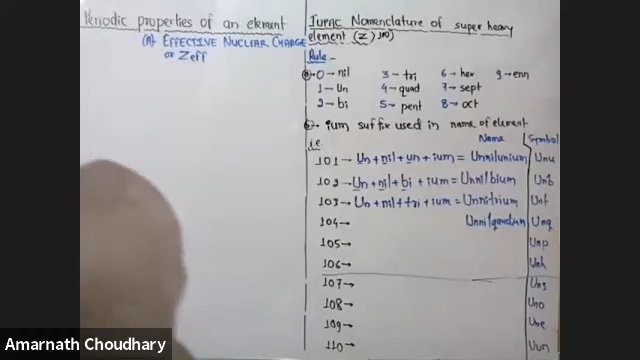 Periodic properties of an element
(A) EFFECTIVE NUCLEAR CHARGE
or Zeff
IUPAC Nomenclature of super heavy
element (Z>100)
Rule
(a) → 0 → nil 3 → tri 6 → hex 9 → enn
1 → Un 4 → quad 7 → sept
2 → bi 5 → pent 8 → oct
(b) → ium suffix used in name of element
i.e Name Symbol
101 → Un + nil + un + ium = Unnilunium Unu
102 → Un + nil + bi + ium = Unnilbium Unb
103 → Un + nil + tri + ium = Unniltrium Unt
104 → Unnilquadium Unq
105 → Unp
106 → Unh
107 → Uns
108 → Uno
109 → Une
110 → Uun
Amarnath Choudhary